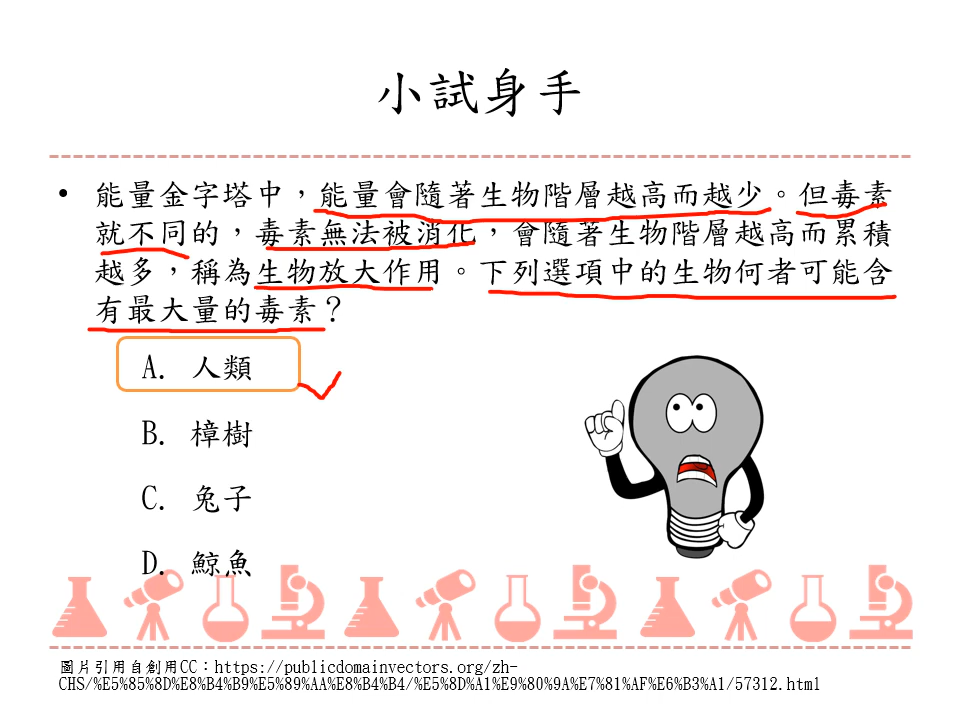 小試身手
• 能量金字塔中，能量會隨著生物階層越高而越少。但毒素
就不同的，毒素無法被消化，會隨著生物階層越高而累積
越多，稱為生物放大作用。下列選項中的生物何者可能含
有最大量的毒素？
A. 人類
B. 樟樹
C. 兔子
D. 鯨魚
圖片引用自創用CC：https://publicdomainvectors.org/zh-
CHS/%E5%85%8D%E8%B4%B9%E5%89%AA%E8%B4%B4/%E5%8D%A1%E9%80%9A%E7%81%AF%E6%B3%A1/57312.html